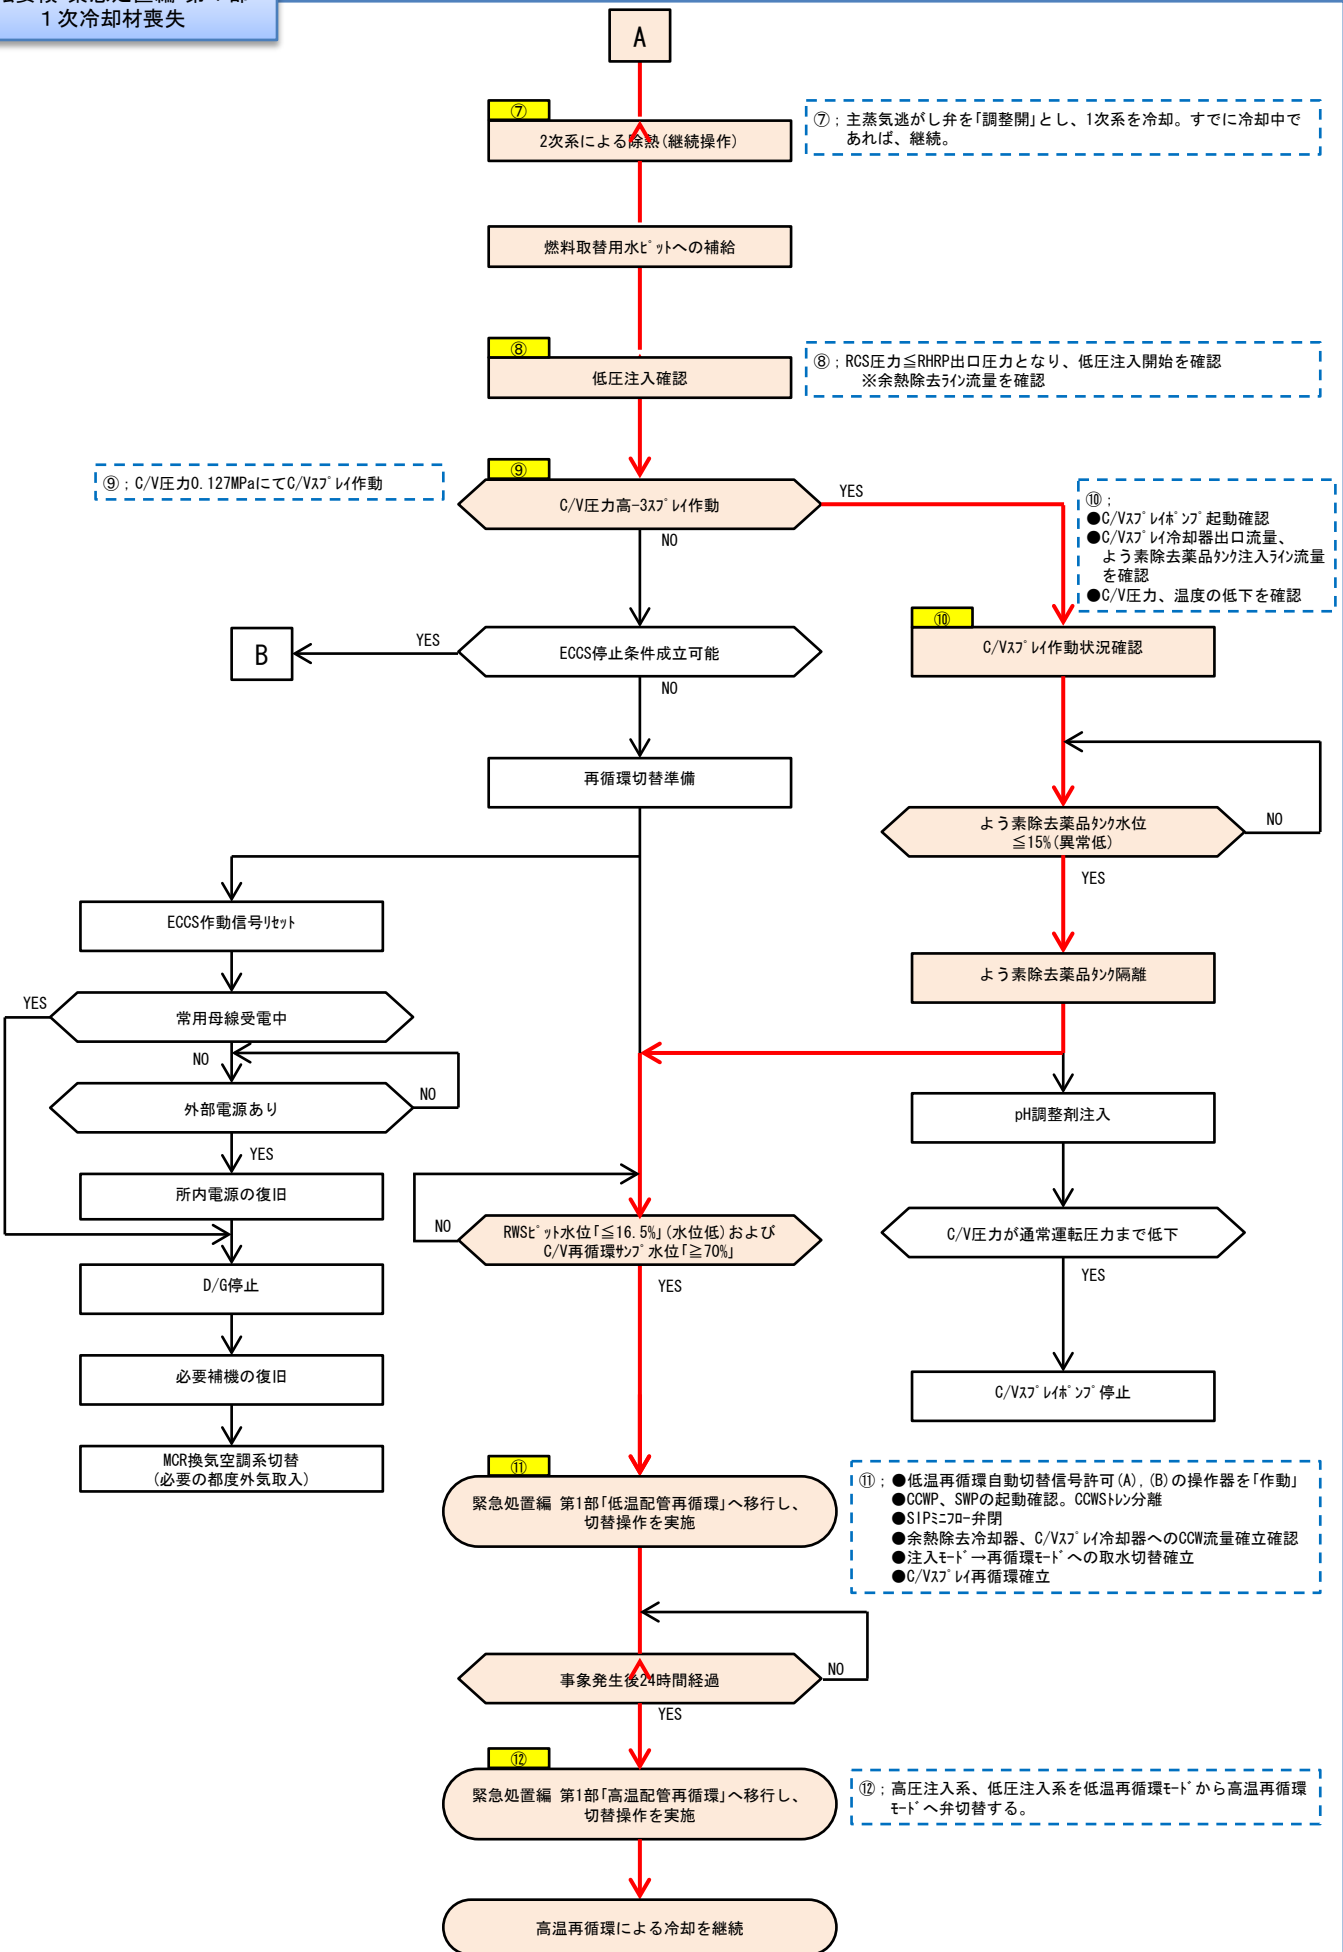 １次冷却材喪失
A
⑦
2次系による除熱(継続操作)
⑦；主蒸気逃がし弁を｢調整開｣とし、1次系を冷却。すでに冷却中で
あれば、継続。
燃料取替用水ﾋﾟｯﾄへの補給
⑧
低圧注入確認
⑧；RCS圧力≦RHRP出口圧力となり、低圧注入開始を確認
※余熱除去ﾗｲﾝ流量を確認
⑨；C/V圧力0.127MPaにてC/Vｽﾌﾟﾚｲ作動
⑨
C/V圧力高-3ｽﾌﾟﾚｲ作動
YES
NO
⑩；
●C/Vｽﾌﾟﾚｲﾎﾟﾝﾌﾟ起動確認
●C/Vｽﾌﾟﾚｲ冷却器出口流量、
よう素除去薬品ﾀﾝｸ注入ﾗｲﾝ流量
を確認
●C/V圧力、温度の低下を確認
⑩
C/Vｽﾌﾟﾚｲ作動状況確認
B
YES
ECCS停止条件成立可能
NO
再循環切替準備
よう素除去薬品ﾀﾝｸ水位
≦15%(異常低)
NO
YES
ECCS作動信号ﾘｾｯﾄ
よう素除去薬品ﾀﾝｸ隔離
YES
常用母線受電中
NO
外部電源あり
NO
YES
pH調整剤注入
所内電源の復旧
NO
RWSﾋﾟｯﾄ水位｢≦16.5%｣(水位低)および
C/V再循環ｻﾝﾌﾟ水位｢≧70%｣
YES
C/V圧力が通常運転圧力まで低下
YES
D/G停止
必要補機の復旧
C/Vｽﾌﾟﾚｲﾎﾟﾝﾌﾟ停止
MCR換気空調系切替
(必要の都度外気取入)
⑪
緊急処置編 第1部｢低温配管再循環｣へ移行し、
切替操作を実施
⑪；●低温再循環自動切替信号許可(A),(B)の操作器を｢作動｣
●CCWP、SWPの起動確認。CCWSﾄﾚﾝ分離
●SIPﾐﾆﾌﾛｰ弁閉
●余熱除去冷却器、C/Vｽﾌﾟﾚｲ冷却器へのCCW流量確立確認
●注入ﾓｰﾄﾞ→再循環ﾓｰﾄﾞへの取水切替確立
●C/Vｽﾌﾟﾚｲ再循環確立
事象発生後24時間経過
NO
YES
⑫
緊急処置編 第1部｢高温配管再循環｣へ移行し、
切替操作を実施
⑫；高圧注入系、低圧注入系を低温再循環ﾓｰﾄﾞから高温再循環
ﾓｰﾄﾞへ弁切替する。
高温再循環による冷却を継続